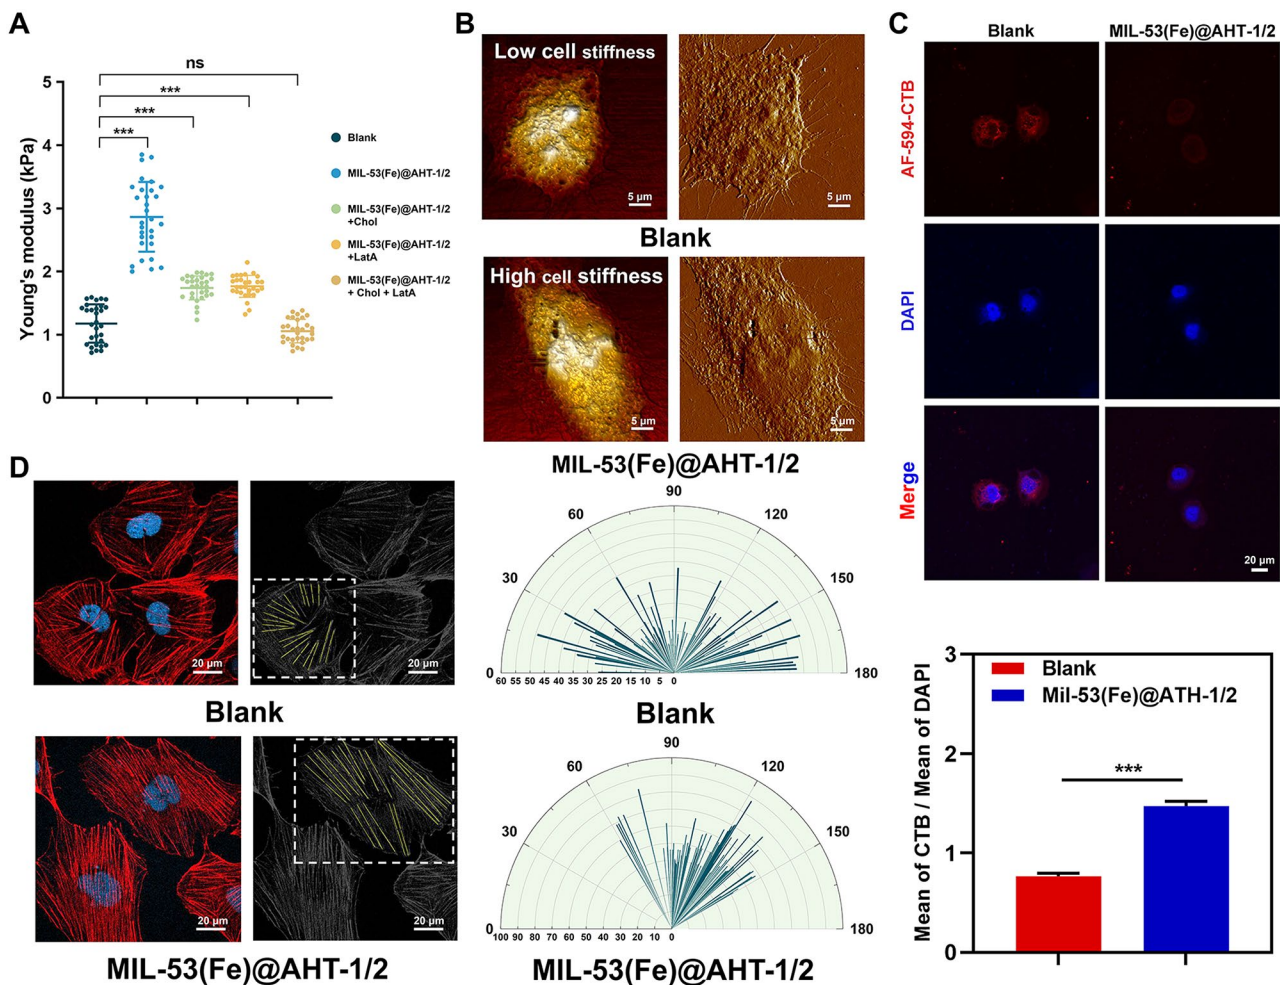 A
ns
***
***
***
5
4
3
2
1
0
Young's modulus (kPa)
Blank
MIL-53(Fe)@AHT-1/2
MIL-53(Fe)@AHT-1/2
+Chol
MIL-53(Fe)@AHT-1/2
+LatA
MIL-53(Fe)@AHT-1/2
+ Chol + LatA
B
Low cell stiffness
5 μm
5 μm
Blank
High cell stiffness
5 μm
5 μm
MIL-53(Fe)@AHT-1/2
C
Blank
MIL-53(Fe)@AHT-1/2
AF-594-CTB
DAPI
Merge
20 μm
3
2
1
0
Mean of CTB / Mean of DAPI
Blank
Mil-53(Fe)@ATH-1/2
***
D
20 μm
20 μm
Blank
90
60
120
30
150
0
180
60 55 50 45 40 35 30 25 20 15 10 5 0
Blank
20 μm
20 μm
MIL-53(Fe)@AHT-1/2
90
60
120
30
150
0
180
100 90 80 70 60 50 40 30 20 10 0
MIL-53(Fe)@AHT-1/2